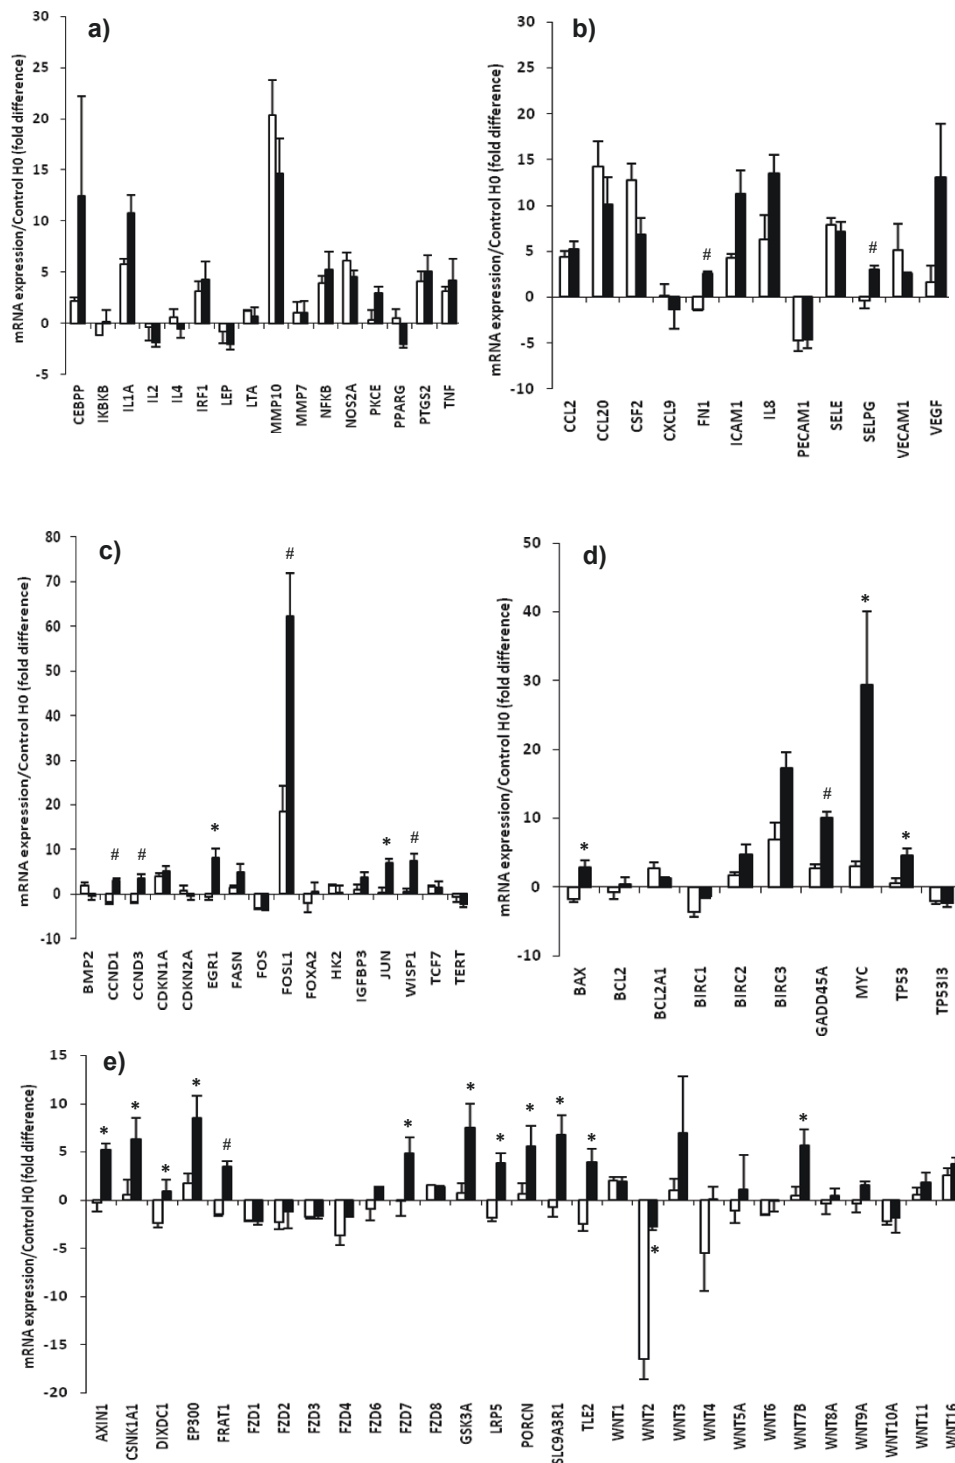 a)
mRNA expression/Control H0 (fold difference)
30
25
20
15
10
5
0
-5
CEBPP
IKBKB
IL1A
IL2
IL4
IRF1
LEP
LTA
MMP10
MMP7
NFKB
NOS2A
PKCE
PPARG
PTGS2
TNF
b)
mRNA expression/Control H0 (fold difference)
30
25
20
15
10
5
0
-5
-10
# #
CCL2
CCL20
CSF2
CXCL9
FN1
ICAM1
IL8
PECAM1
SELE
SELPG
VECAM1
VEGF
c)
mRNA expression/Control H0 (fold difference)
80
70
60
50
40
30
20
10
0
-10
# # * # * #
BMP2
CCND1
CCND3
CDKN1A
CDKN2A
EGR1
FASN
FOS
FOSL1
FOXA2
HK2
IGFBP3
JUN
WISP1
TCF7
TERT
d)
mRNA expression/Control H0 (fold difference)
50
40
30
20
10
0
-10
* # * *
BAX
BCL2
BCL2A1
BIRC1
BIRC2
BIRC3
GADD45A
MYC
TP53
TP53I3
e)
mRNA expression/Control H0 (fold difference)
15
10
5
0
-5
-10
-15
-20
* * * * # * * * * * * * *
AXIN1
CSNK1A1
DIXDC1
EP300
FRAT1
FZD1
FZD2
FZD3
FZD4
FZD6
FZD7
FZD8
GSK3A
LRP5
PORCN
SLC9A3R1
TLE2
WNT1
WNT2
WNT3
WNT4
WNT5A
WNT6
WNT7B
WNT8A
WNT9A
WNT10A
WNT11
WNT16